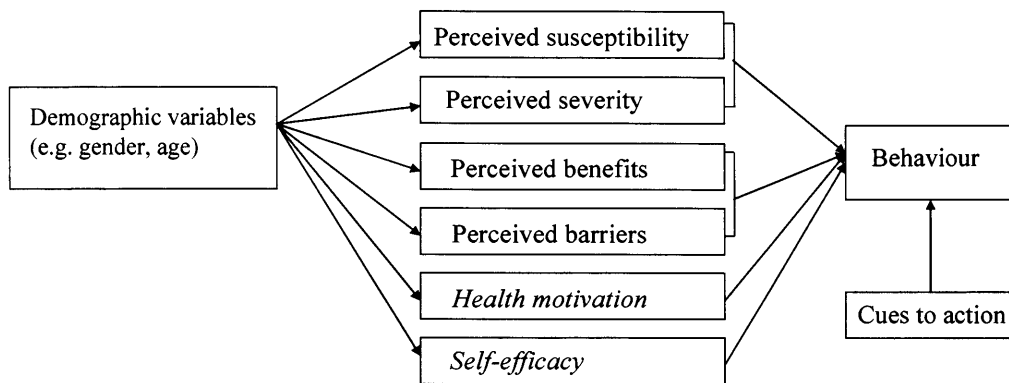 Perceived susceptibility
Perceived severity
Demographic variables
(e.g. gender, age)
Perceived benefits
Behaviour
Perceived barriers
Health motivation
Cues to action
Self-efficacy